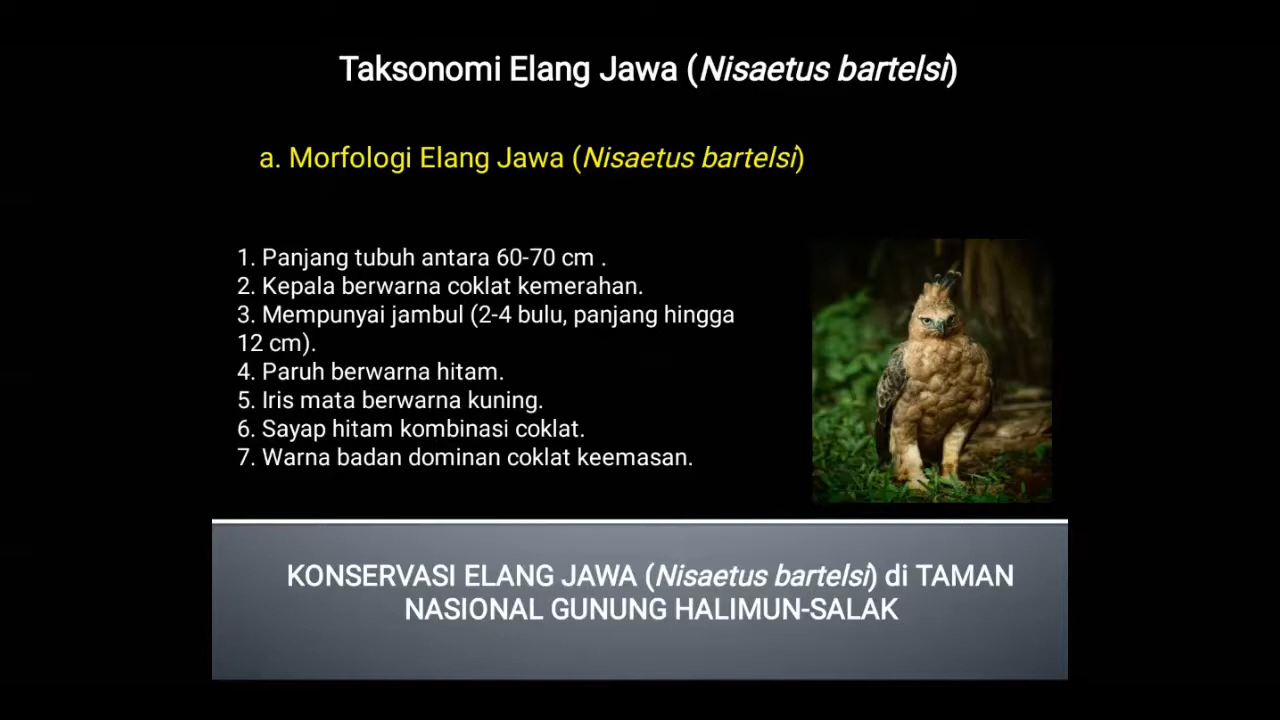 Taksonomi Elang Jawa (Nisaetus bartelsi)
a. Morfologi Elang Jawa (Nisaetus bartelsi)
1. Panjang tubuh antara 60-70 cm .
2. Kepala berwarna coklat kemerahan.
3. Mempunyai jambul (2-4 bulu, panjang hingga
12 cm).
4. Paruh berwarna hitam.
5. Iris mata berwarna kuning.
6. Sayap hitam kombinasi coklat.
7. Warna badan dominan coklat keemasan.
KONSERVASI ELANG JAWA (Nisaetus bartelsi) di TAMAN
NASIONAL GUNUNG HALIMUN-SALAK